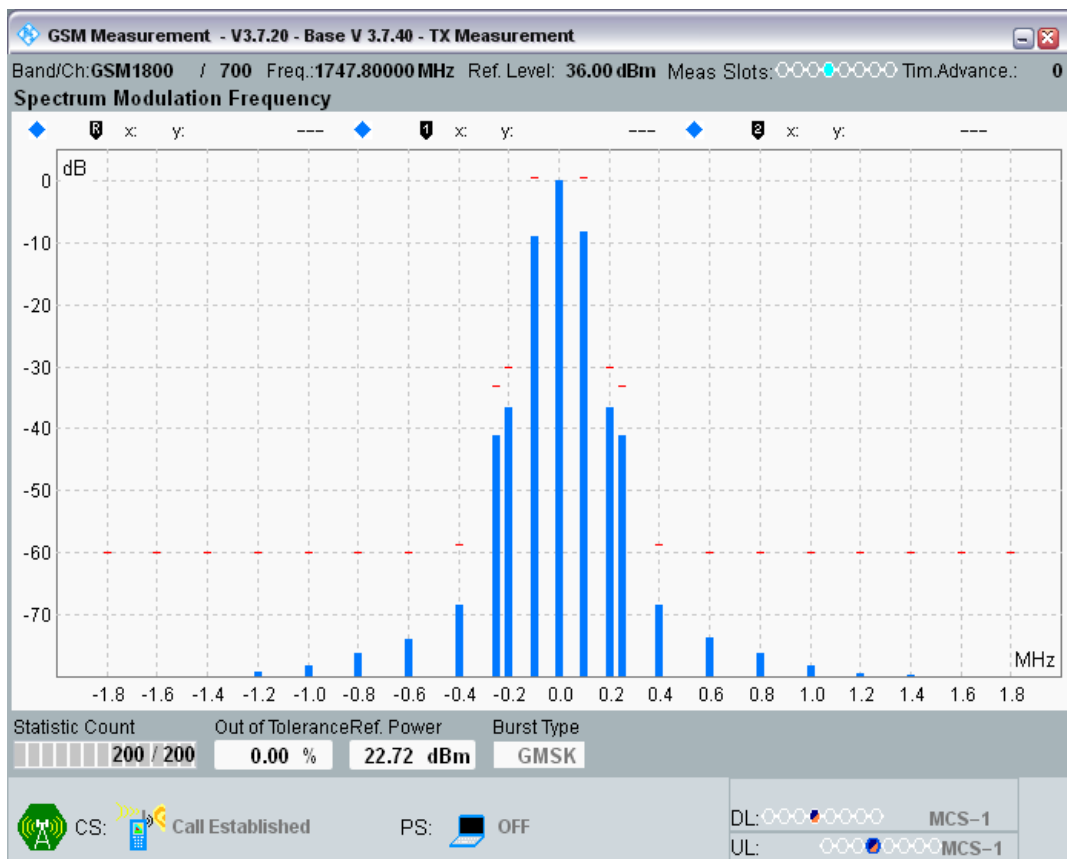 GSM Measurement - V3.7.20 - Base V 3.7.40 - TX Measurement
Band/Ch:GSM1800 / 700 Freq.:1747.80000 MHz Ref. Level: 36.00 dBm Meas Slots: Tim.Advance.: 0
Spectrum Modulation Frequency
R x: y: --- 1 x: y: --- 2 x: y: ---
dB
0
-10
-20
-30
-40
-50
-60
-70
MHz
-1.8 -1.6 -1.4 -1.2 -1.0 -0.8 -0.6 -0.4 -0.2 0.0 0.2 0.4 0.6 0.8 1.0 1.2 1.4 1.6 1.8
Statistic Count Out of Tolerance Ref. Power Burst Type
200 / 200 0.00 % 22.72 dBm GMSK
CS: Call Established PS: OFF
DL: MCS-1
UL: MCS-1